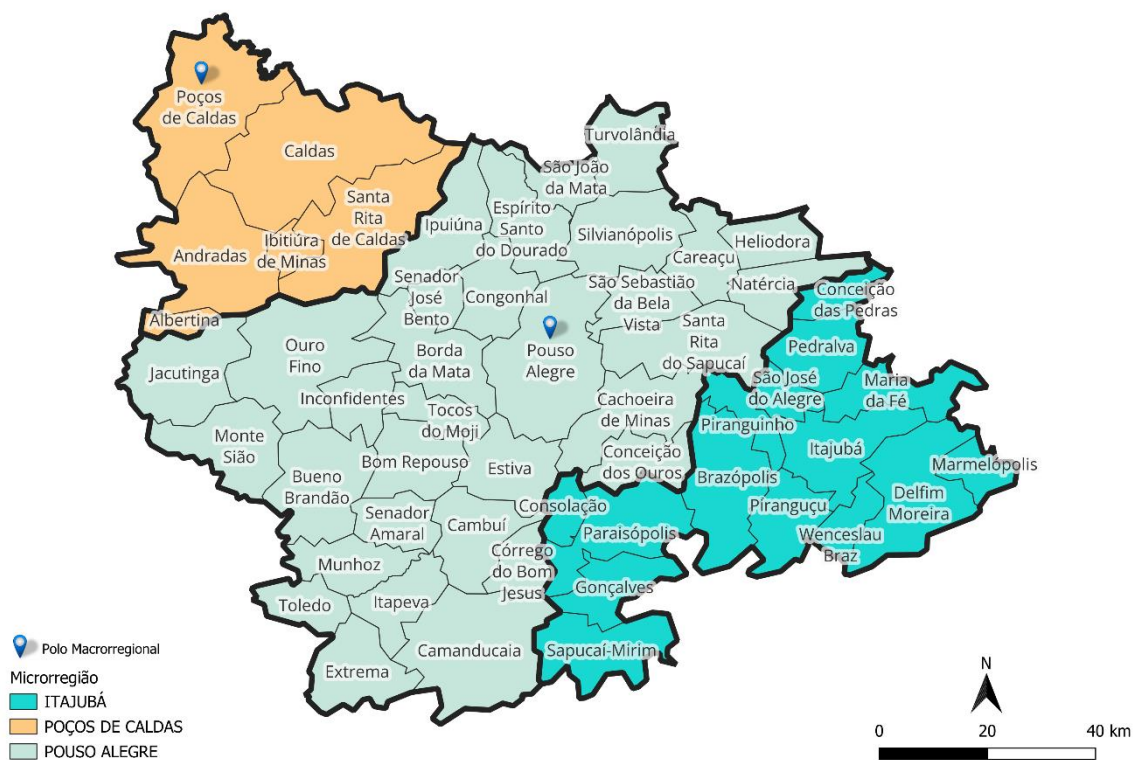 Poços
de Caldas
Caldas
Turvolândia
São João
da Mata
Santa
Rita
de Caldas
Espírito
Santo
do Dourado
Ipuiúna
Silvianópolis
Heliodora
Careaçu
Andradas
Ibitiúra
de Minas
Senador
José
Bento
Congonhal
São Sebastião
da Bela
Vista
Natércia
Conceição
das Pedras
Albertina
Ouro
Fino
Borda
da Mata
Pouso
Alegre
Santa
Rita
do Sapucaí
Pedralva
Jacutinga
São José
do Alegre
Maria
da Fé
Inconfidentes
Tocos
do Moji
Cachoeira
de Minas
Piranguinho
Monte
Sião
Itajubá
Bueno
Brandão
Bom Repouso
Estiva
Conceição
dos Ouros
Brazópolis
Marmelópolis
Senador
Amaral
Cambuí
Consolação
Paraisópolis
Piranguçu
Delfim
Moreira
Wenceslau
Braz
Munhoz
Córrego
do Bom
Jesus
Gonçalves
Toledo
Itapeva
Camanducaia
Sapucaí-Mirim
Extrema
Polo Macrorregional
Microrregião
ITAJUBÁ
POÇOS DE CALDAS
POUSO ALEGRE
N
0 20 40 km